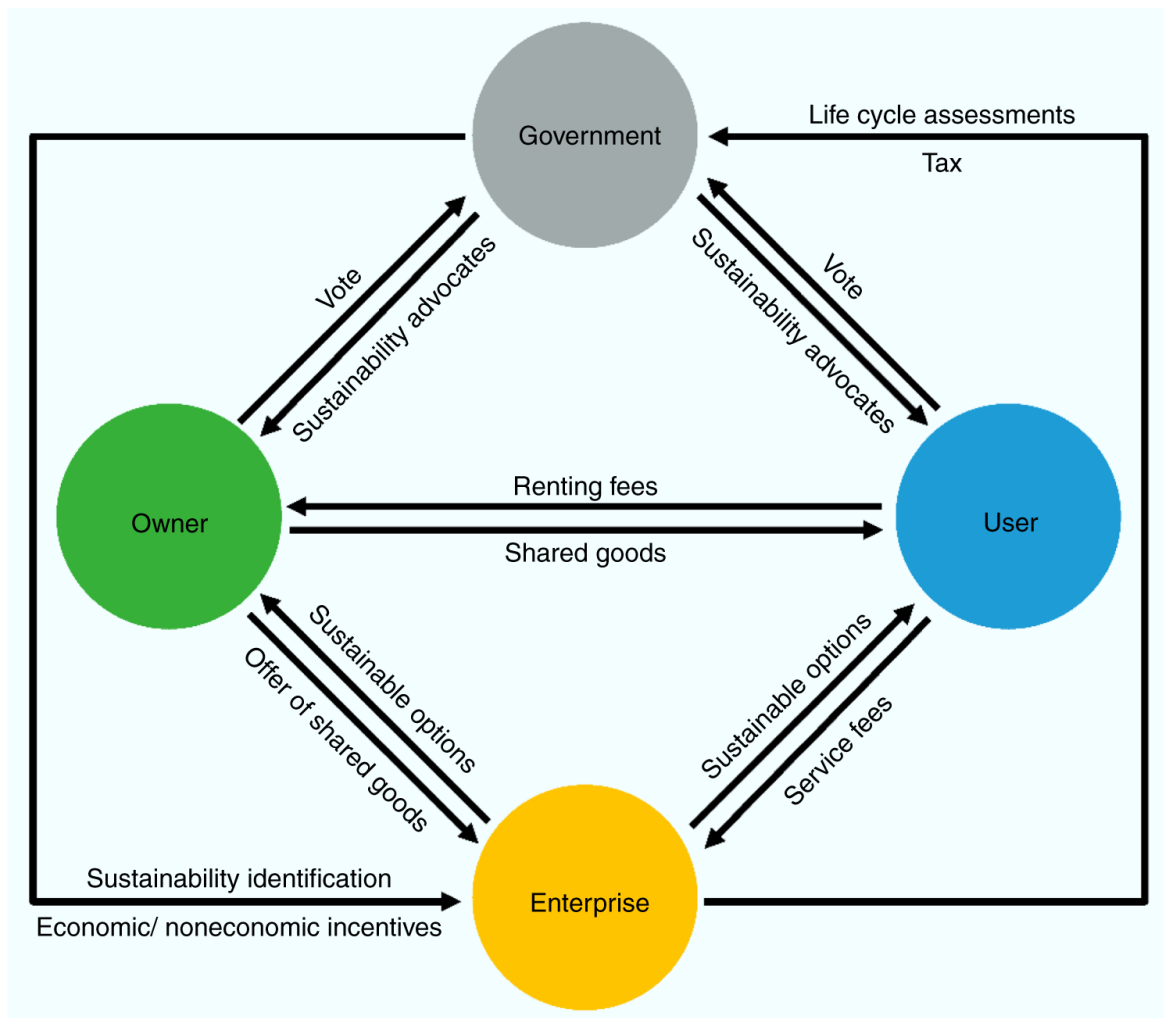 Government
Life cycle assessments
Tax
Vote
Sustainability advocates
Vote
Sustainability advocates
Owner
Renting fees
Shared goods
User
Sustainable options
Offer of shared goods
Sustainable options
Service fees
Sustainability identification
Economic/ noneconomic incentives
Enterprise